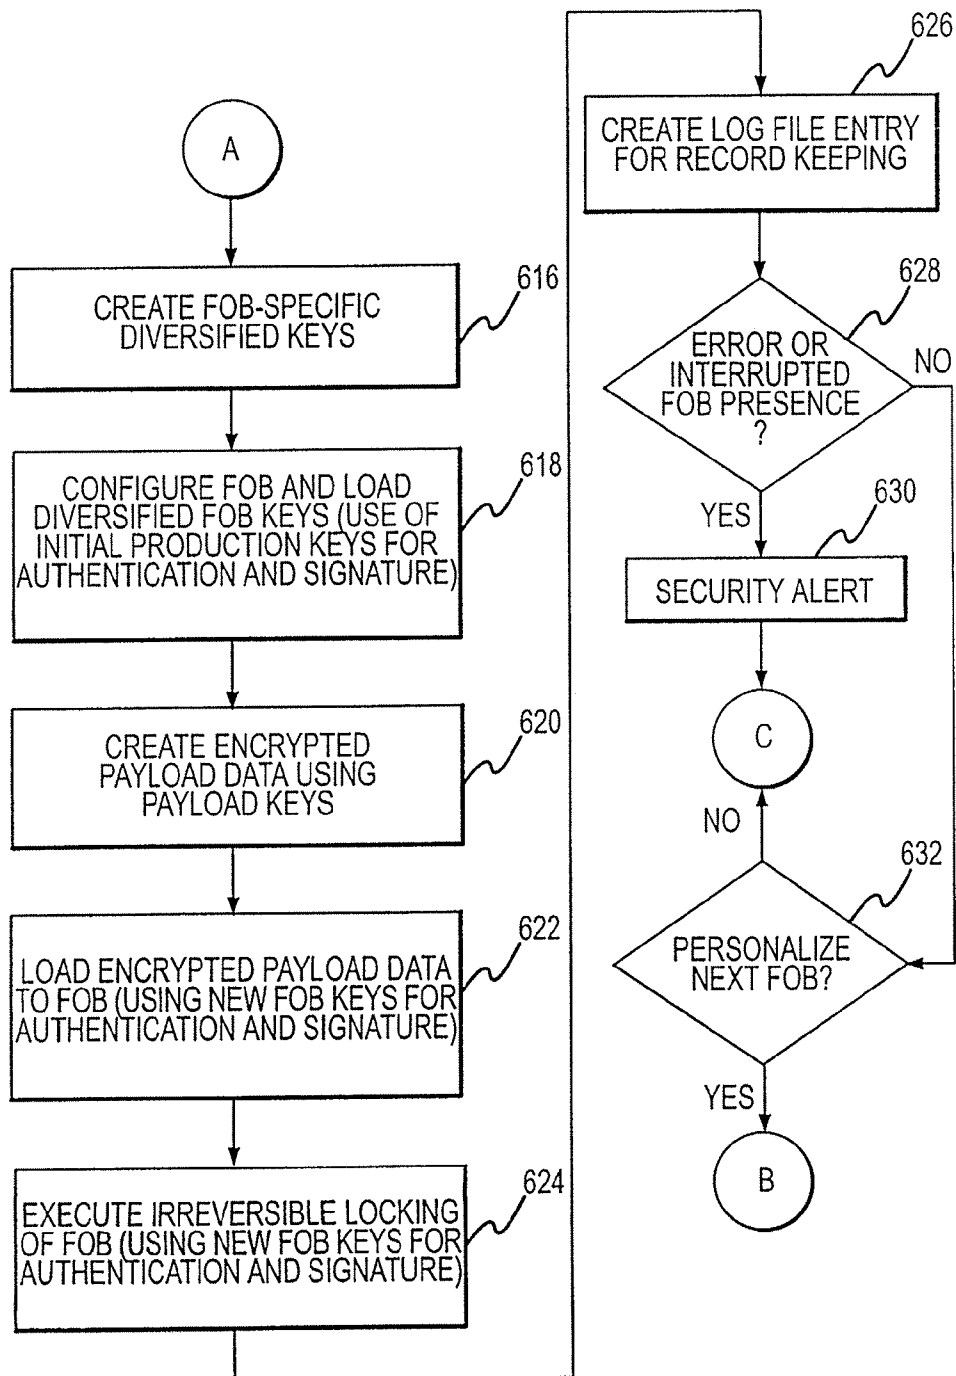 A
CREATE FOB-SPECIFIC
DIVERSIFIED KEYS
616
CONFIGURE FOB AND LOAD
DIVERSIFIED FOB KEYS (USE OF
INITIAL PRODUCTION KEYS FOR
AUTHENTICATION AND SIGNATURE)
618
CREATE ENCRYPTED
PAYLOAD DATA USING
PAYLOAD KEYS
620
LOAD ENCRYPTED PAYLOAD DATA
TO FOB (USING NEW FOB KEYS FOR
AUTHENTICATION AND SIGNATURE)
622
EXECUTE IRREVERSIBLE LOCKING
OF FOB (USING NEW FOB KEYS FOR
AUTHENTICATION AND SIGNATURE)
624
626
CREATE LOG FILE ENTRY
FOR RECORD KEEPING
628
ERROR OR
INTERRUPTED
FOB PRESENCE
?
NO
YES
630
SECURITY ALERT
C
NO
632
PERSONALIZE
NEXT FOB?
YES
B